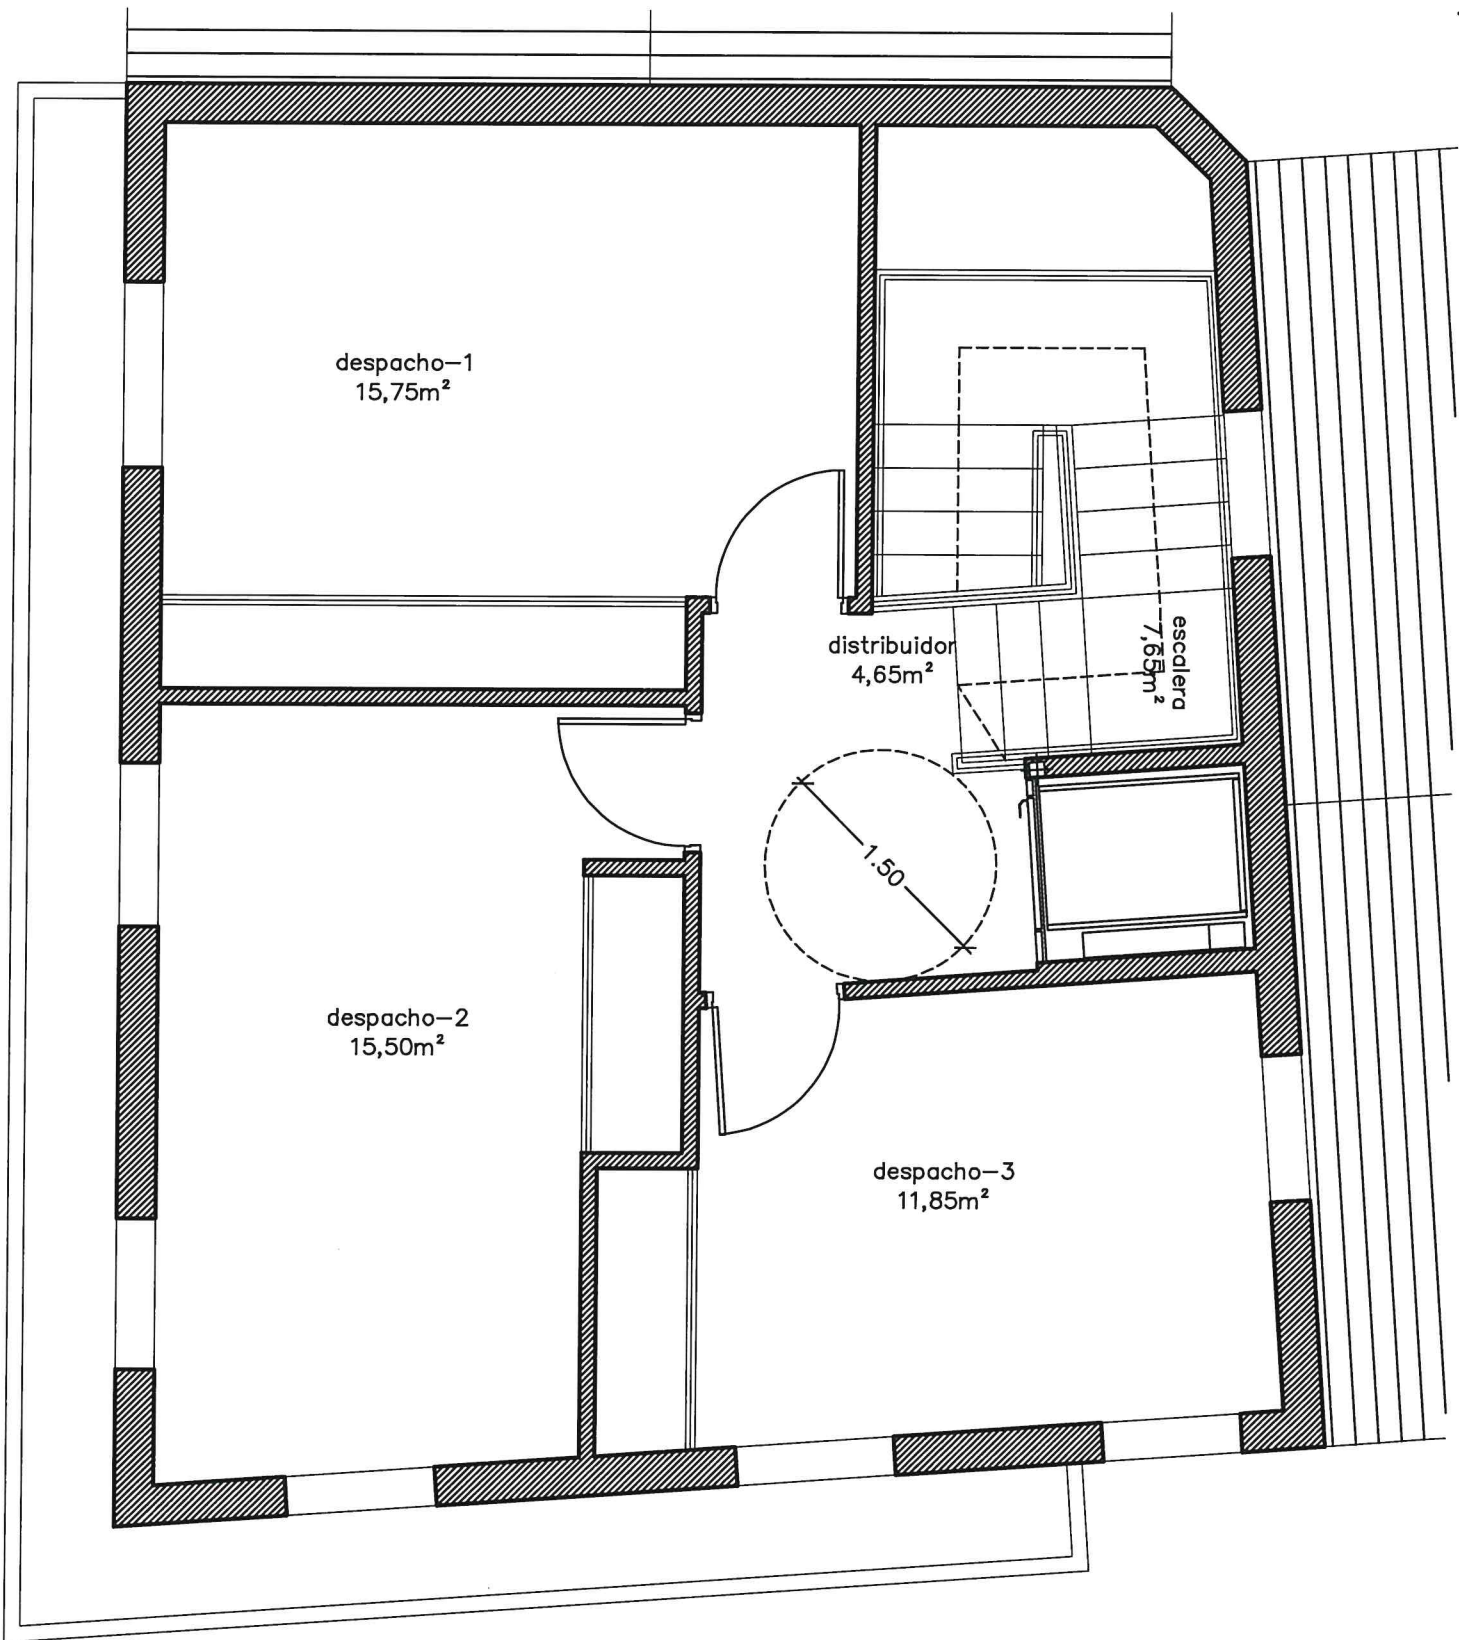 despacho–1
15,75m²
distribuidor
4,65m²
escalera
7,65m²
1.50
despacho–2
15,50m²
despacho–3
11,85m²